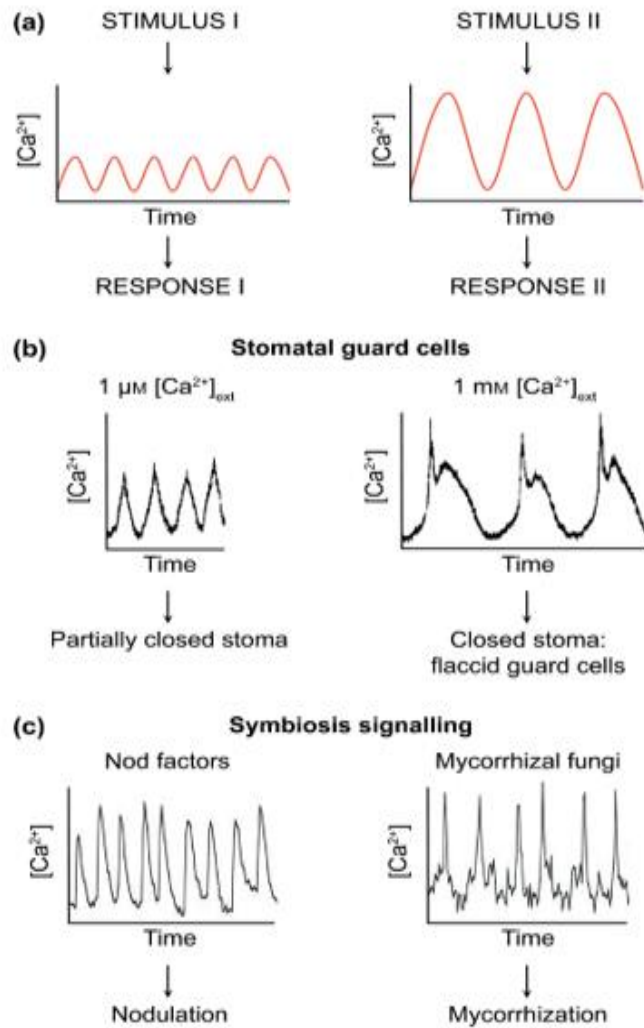 (a)
STIMULUS I
STIMULUS II
[Ca²⁺]
Time
[Ca²⁺]
Time
RESPONSE I
RESPONSE II
(b)
Stomatal guard cells
1 µM [Ca²⁺]ext
1 mM [Ca²⁺]ext
[Ca²⁺]
Time
[Ca²⁺]
Time
Partially closed stoma
Closed stoma:
flaccid guard cells
(c)
Symbiosis signalling
Nod factors
Mycorrhizal fungi
[Ca²⁺]
Time
[Ca²⁺]
Time
Nodulation
Mycorrhization